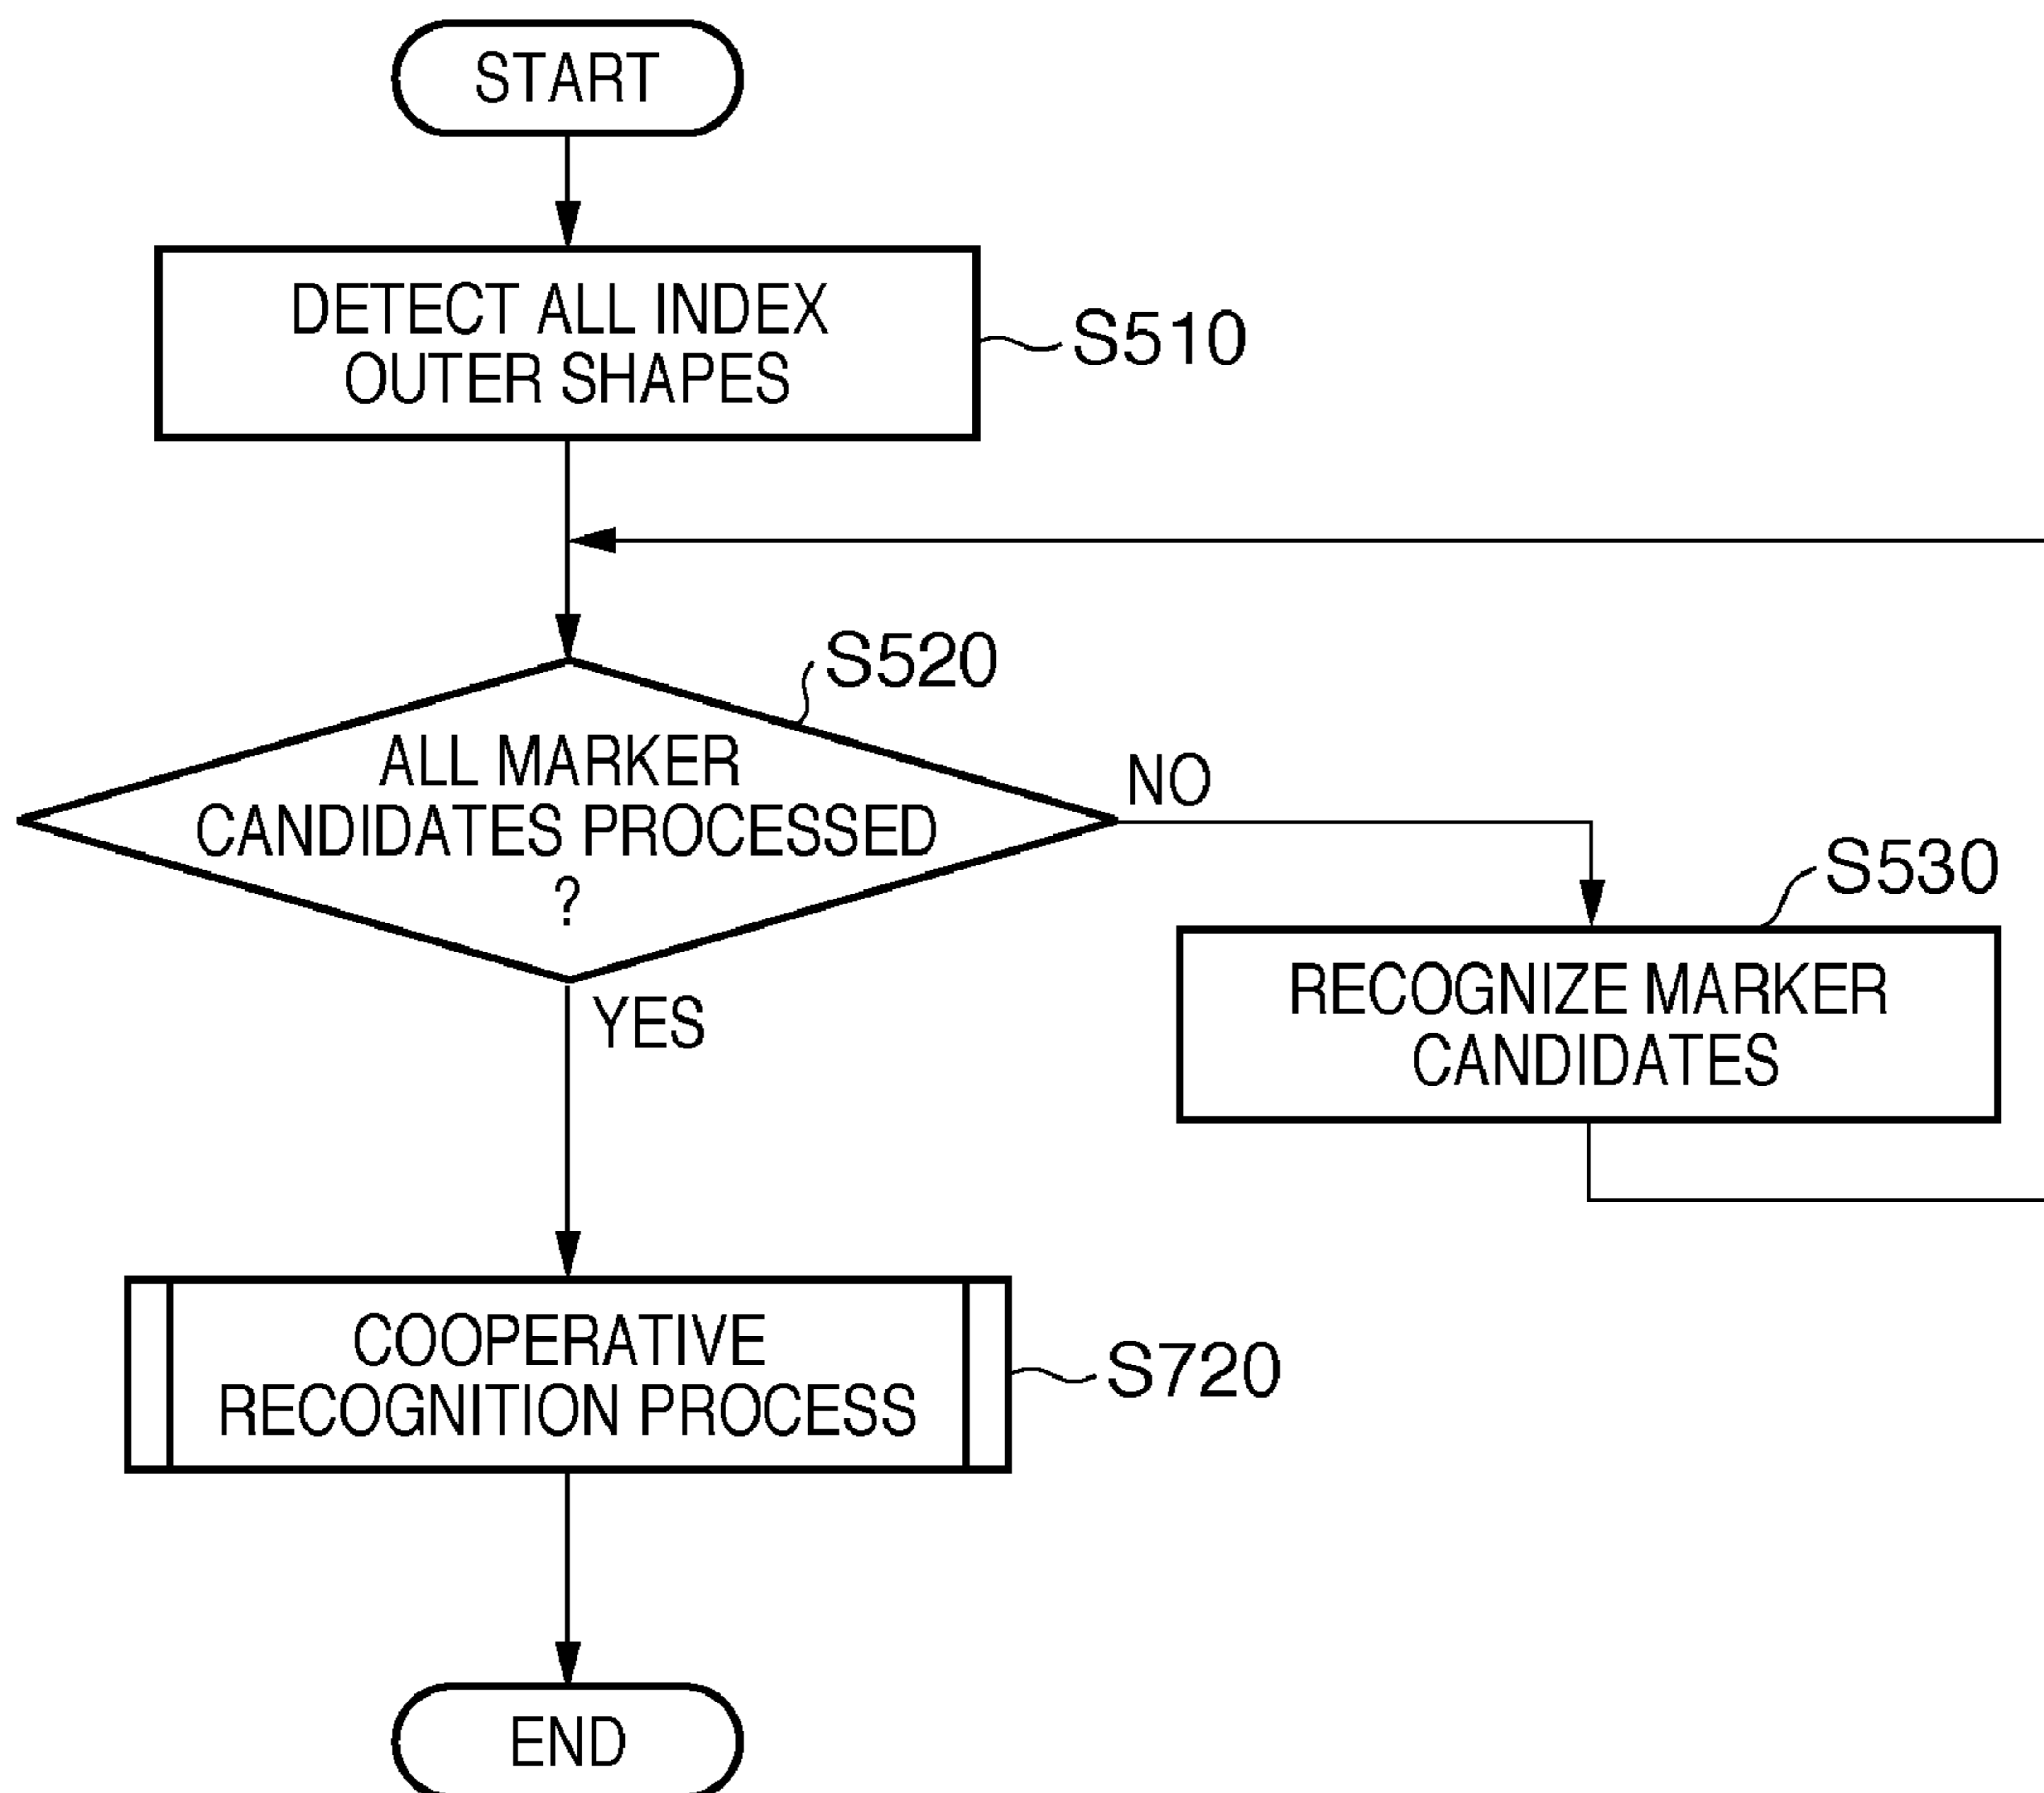 START
DETECT ALL INDEX
OUTER SHAPES
S510
S520
ALL MARKER
CANDIDATES PROCESSED
?
NO
S530
RECOGNIZE MARKER
CANDIDATES
YES
COOPERATIVE
RECOGNITION PROCESS
S720
END